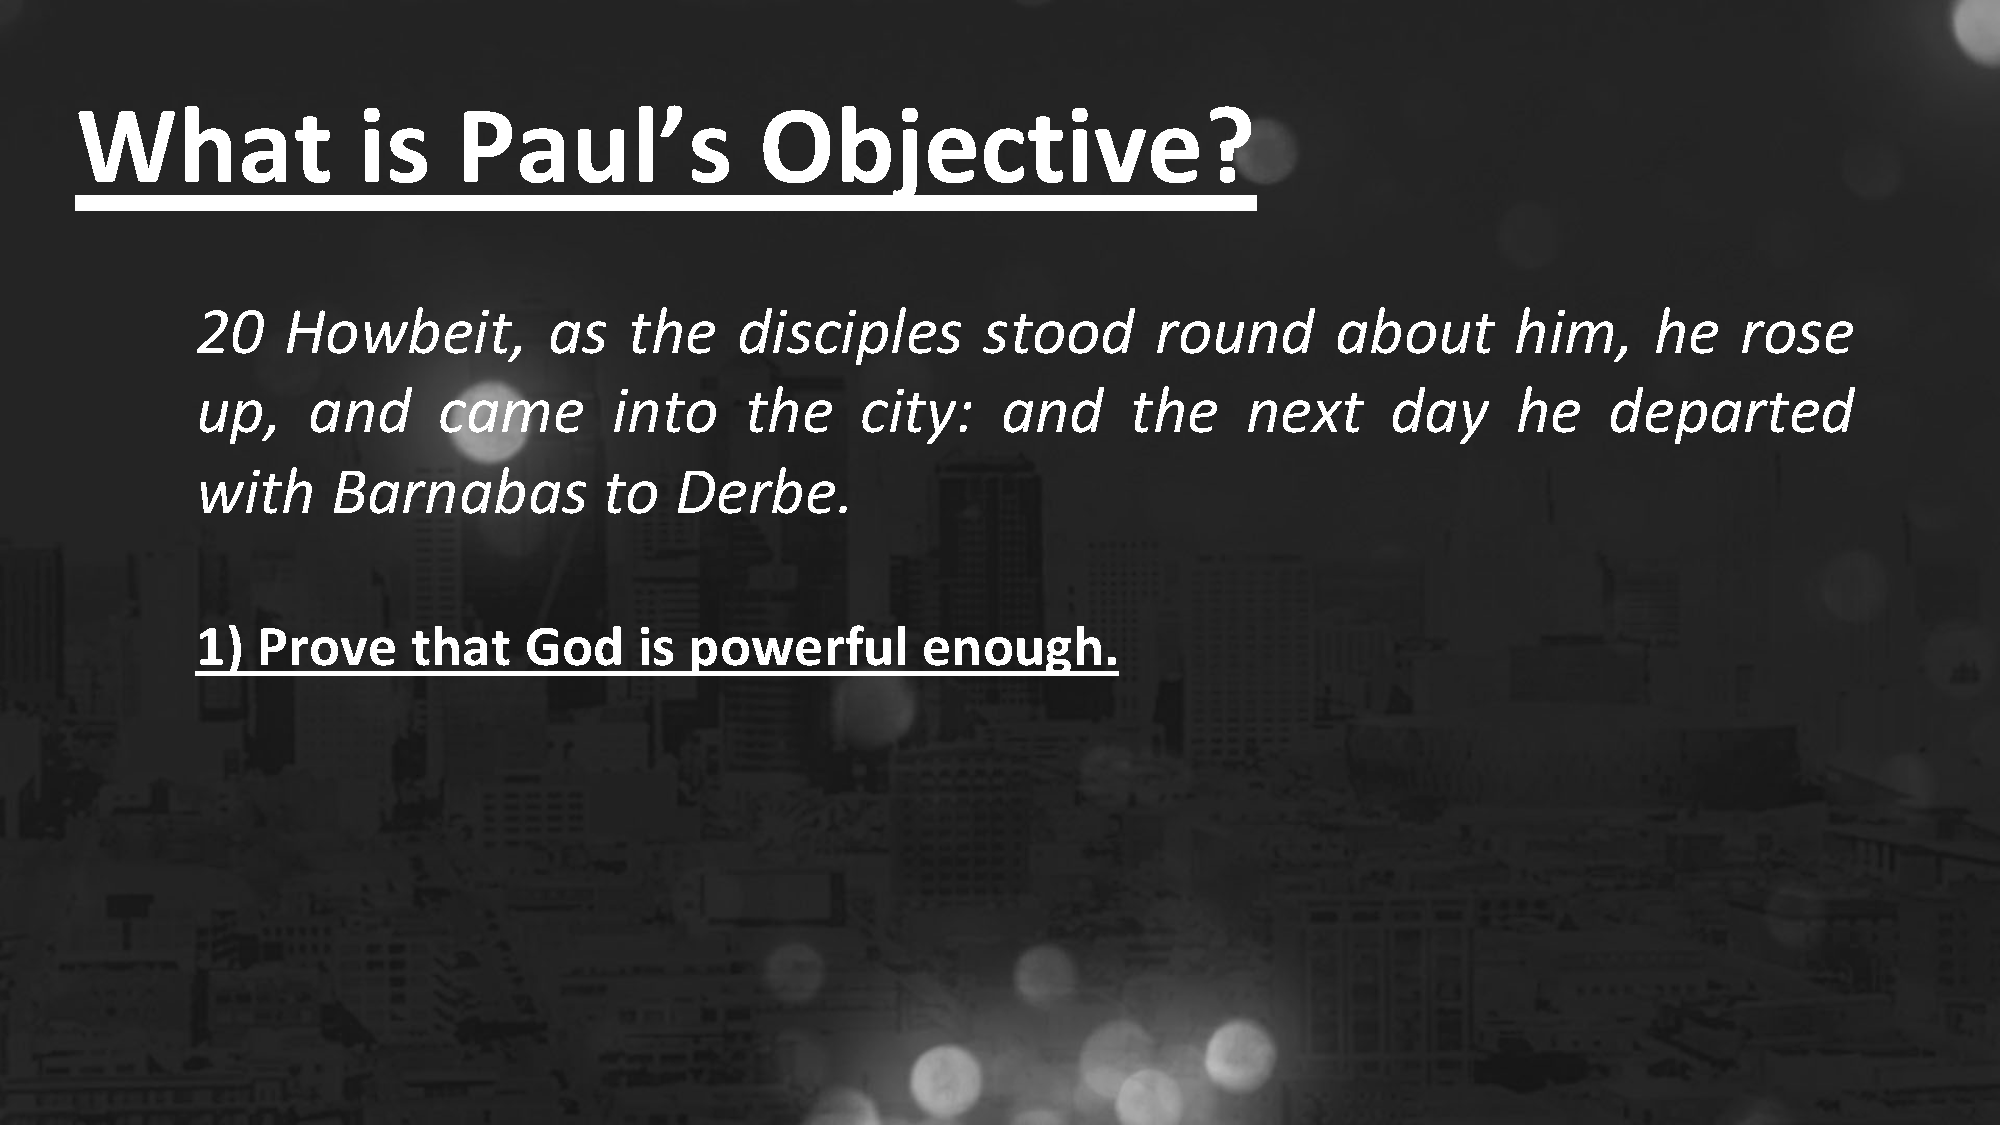 What is Paul’s Objective?
20 Howbeit, as the disciples stood round about him, he rose
up, and came into the city: and the next day he departed
with Barnabas to Derbe.
1) Prove that God is powerful enough.